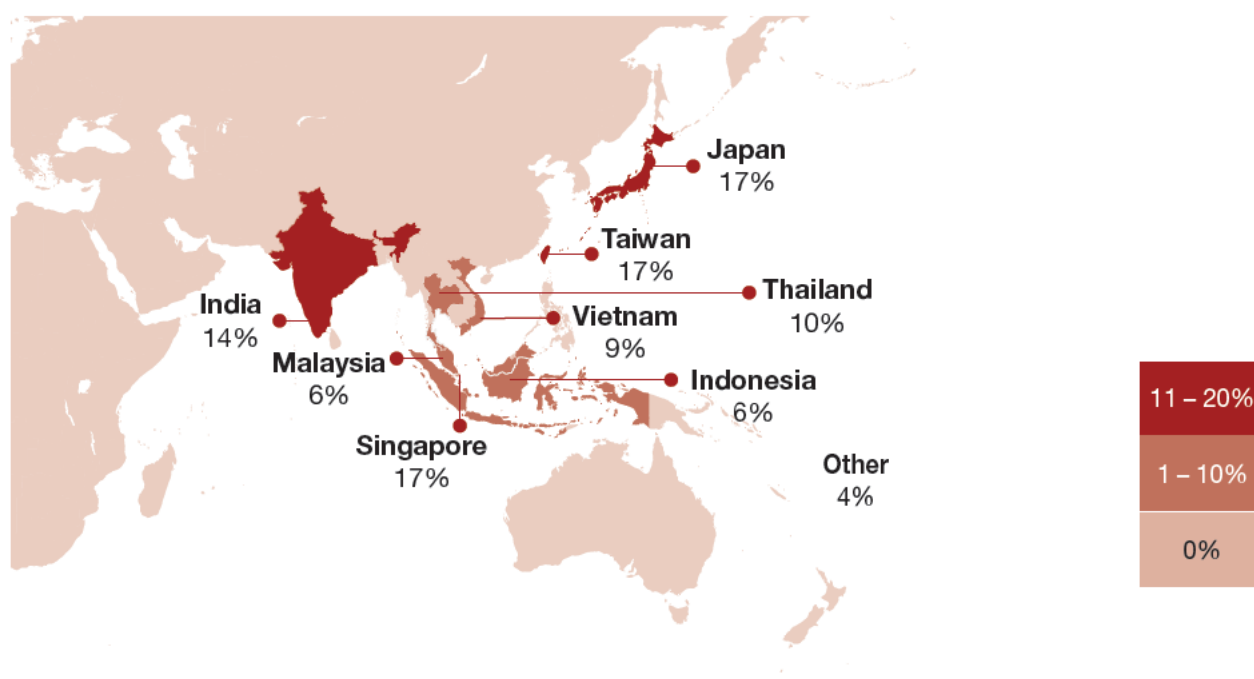 Japan
17%
Taiwan
17%
Thailand
10%
India
14%
Vietnam
9%
Malaysia
6%
Indonesia
6%
Singapore
17%
Other
4%
11 – 20%
1 – 10%
0%